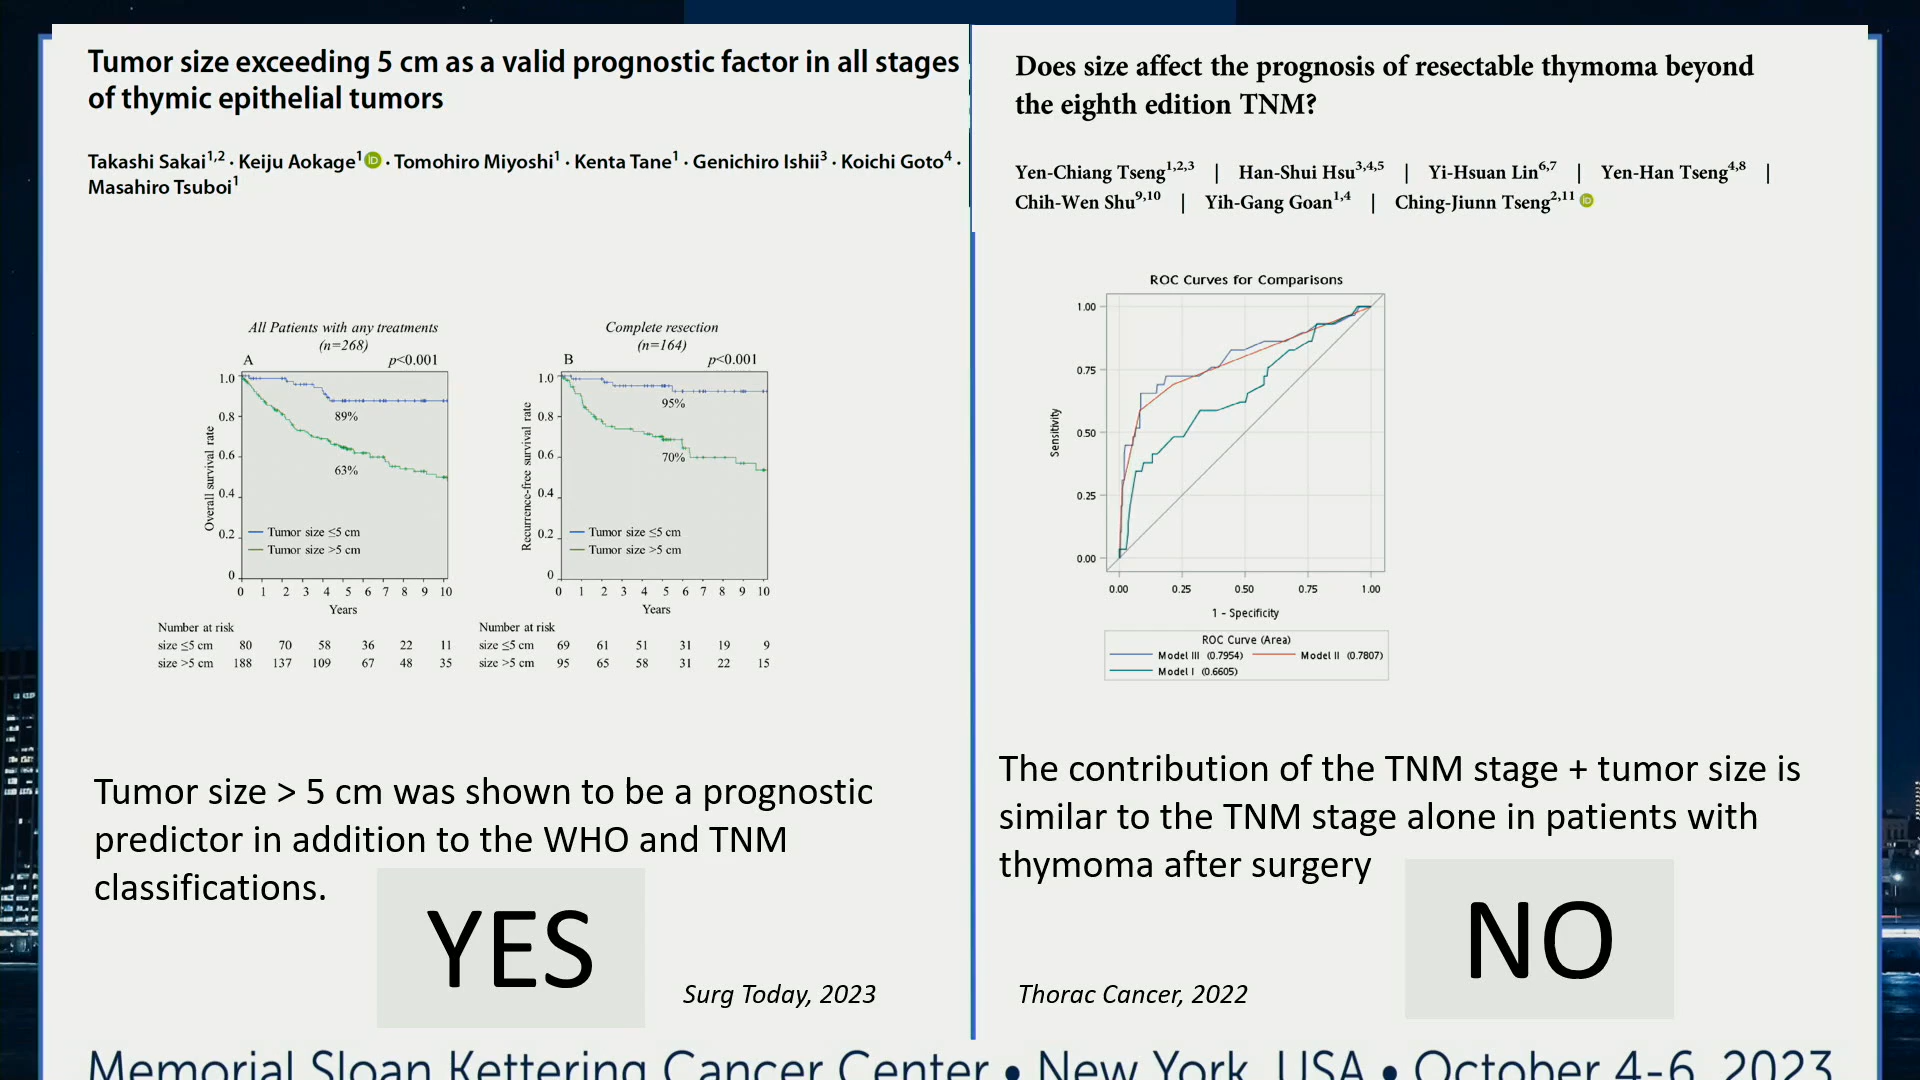 Tumor size exceeding 5 cm as a valid prognostic factor in all stages
of thymic epithelial tumors
Takashi Sakai1,2 · Keiju Aokage1 · Tomohiro Miyoshi1 · Kenta Tane1 · Genichiro Ishii3 · Koichi Goto4 ·
Masahiro Tsuboi1
All Patients with any treatments
(n=268)
A p<0.001
1.0
0.8
0.6
0.4
0.2
0
Overall survival rate
89%
63%
Tumor size ≤5 cm
Tumor size >5 cm
0 1 2 3 4 5 6 7 8 9 10
Years
Number at risk
size ≤5 cm 80 70 58 36 22 11
size >5 cm 188 137 109 67 48 35
Complete resection
(n=164)
B p<0.001
1.0
0.8
0.6
0.4
0.2
0
Recurrence-free survival rate
95%
70%
Tumor size ≤5 cm
Tumor size >5 cm
0 1 2 3 4 5 6 7 8 9 10
Years
Number at risk
size ≤5 cm 69 61 51 31 19 9
size >5 cm 95 65 58 31 22 15
Tumor size > 5 cm was shown to be a prognostic
predictor in addition to the WHO and TNM
classifications.
YES
Surg Today, 2023
Does size affect the prognosis of resectable thymoma beyond
the eighth edition TNM?
Yen-Chiang Tseng1,2,3 | Han-Shui Hsu3,4,5 | Yi-Hsuan Lin6,7 | Yen-Han Tseng4,8 |
Chih-Wen Shu9,10 | Yih-Gang Goan1,4 | Ching-Jiunn Tseng2,11
ROC Curves for Comparisons
1.00
0.75
0.50
0.25
0.00
Sensitivity
0.00 0.25 0.50 0.75 1.00
1 - Specificity
ROC Curve (Area)
Model III (0.7954) Model II (0.7807)
Model I (0.6605)
The contribution of the TNM stage + tumor size is
similar to the TNM stage alone in patients with
thymoma after surgery
NO
Thorac Cancer, 2022
Memorial Sloan Kettering Cancer Center • New York, USA • October 4-6, 2023